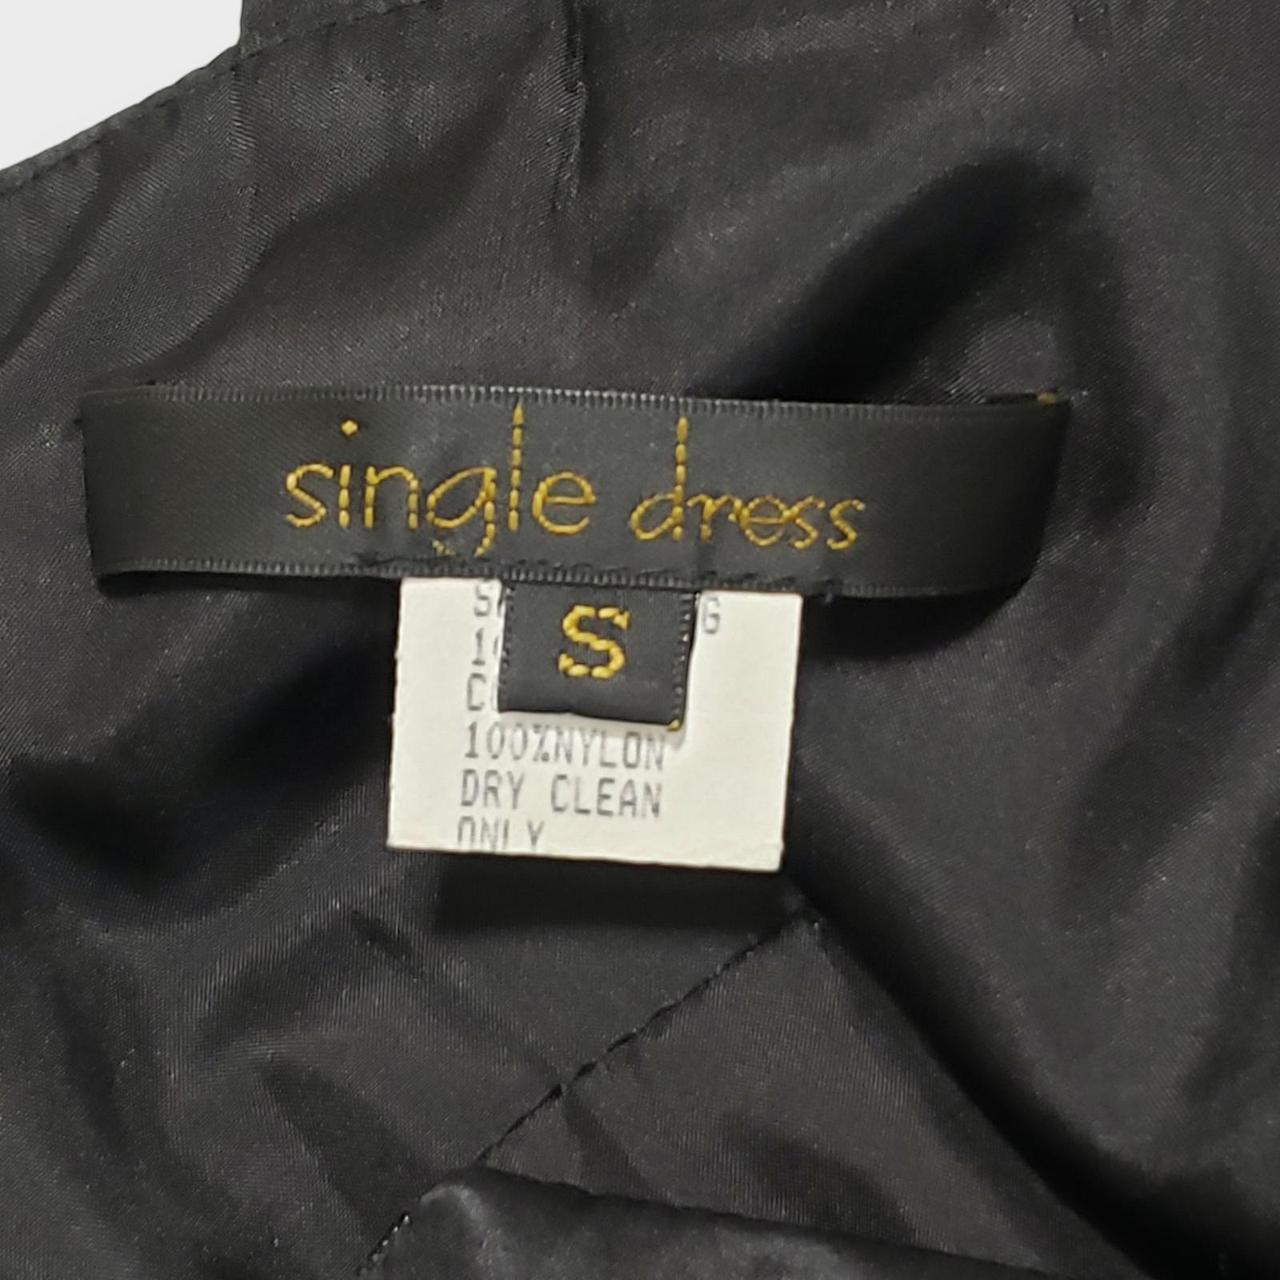 single dress
S
100%NYLON
DRY CLEAN
ONLY